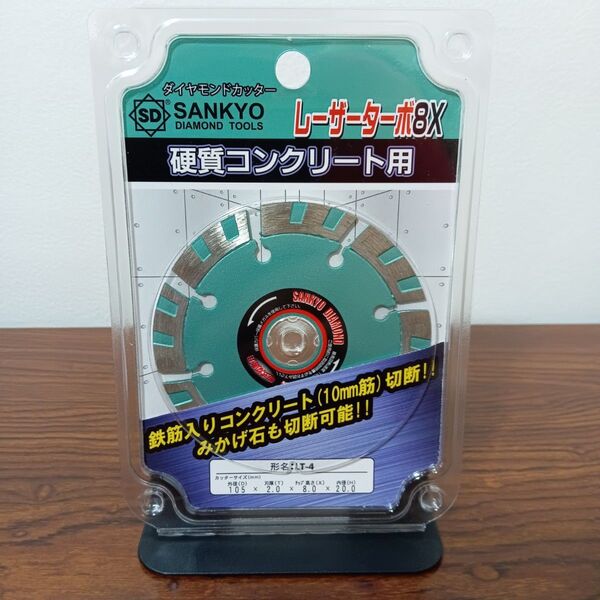 ダイヤモンドカッター
SD
®
SANKYO
DIAMOND TOOLS
レーザーターボ8X
硬質コンクリート用
SANKYO DIAMOND
鉄筋入りコンクリート(10mm筋)切断!!
みかげ石も切断可能!!
形名:LT-4
カッターサイズ(mm)
外径(D) 刃厚(T) チップ高さ(X) 内径(H)
105 × 2.0 × 8.0 × 20.0